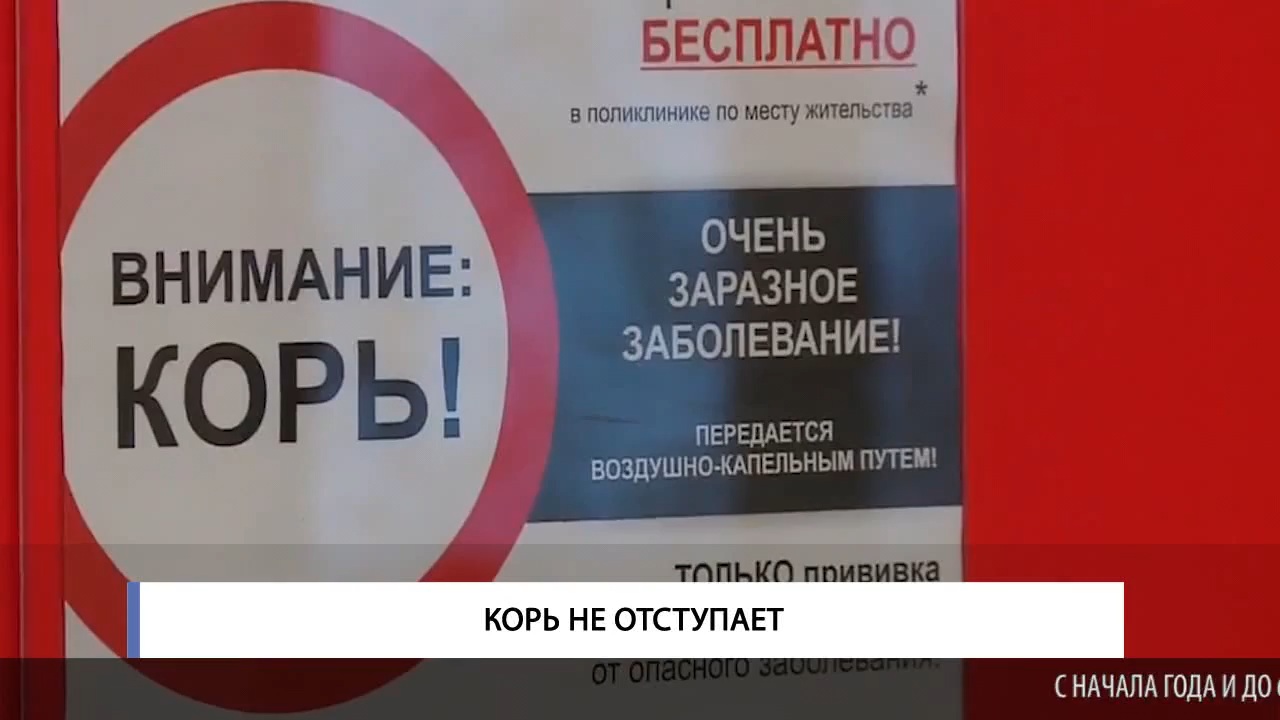 БЕСПЛАТНО
в поликлинике по месту жительства*
ВНИМАНИЕ:
КОРЬ!
ОЧЕНЬ
ЗАРАЗНОЕ
ЗАБОЛЕВАНИЕ!
ПЕРЕДАЕТСЯ
ВОЗДУШНО-КАПЕЛЬНЫМ ПУТЕМ!
ТОЛЬКО прививка
КОРЬ НЕ ОТСТУПАЕТ
от опасного заболевания.
С НАЧАЛА ГОДА И ДО